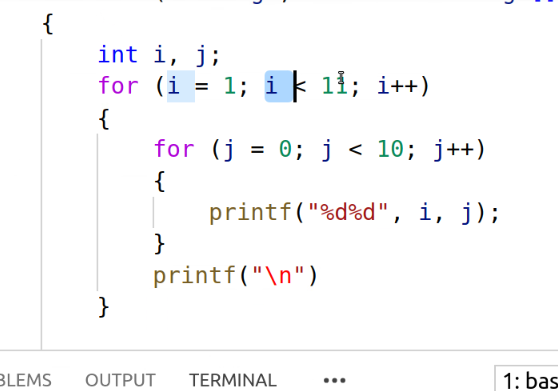 {
int i, j;
for (i = 1; i < 11; i++)
{
for (j = 0; j < 10; j++)
{
printf("%d%d", i, j);
}
printf("\n")
}
BLEMS OUTPUT TERMINAL ••• 1: bas